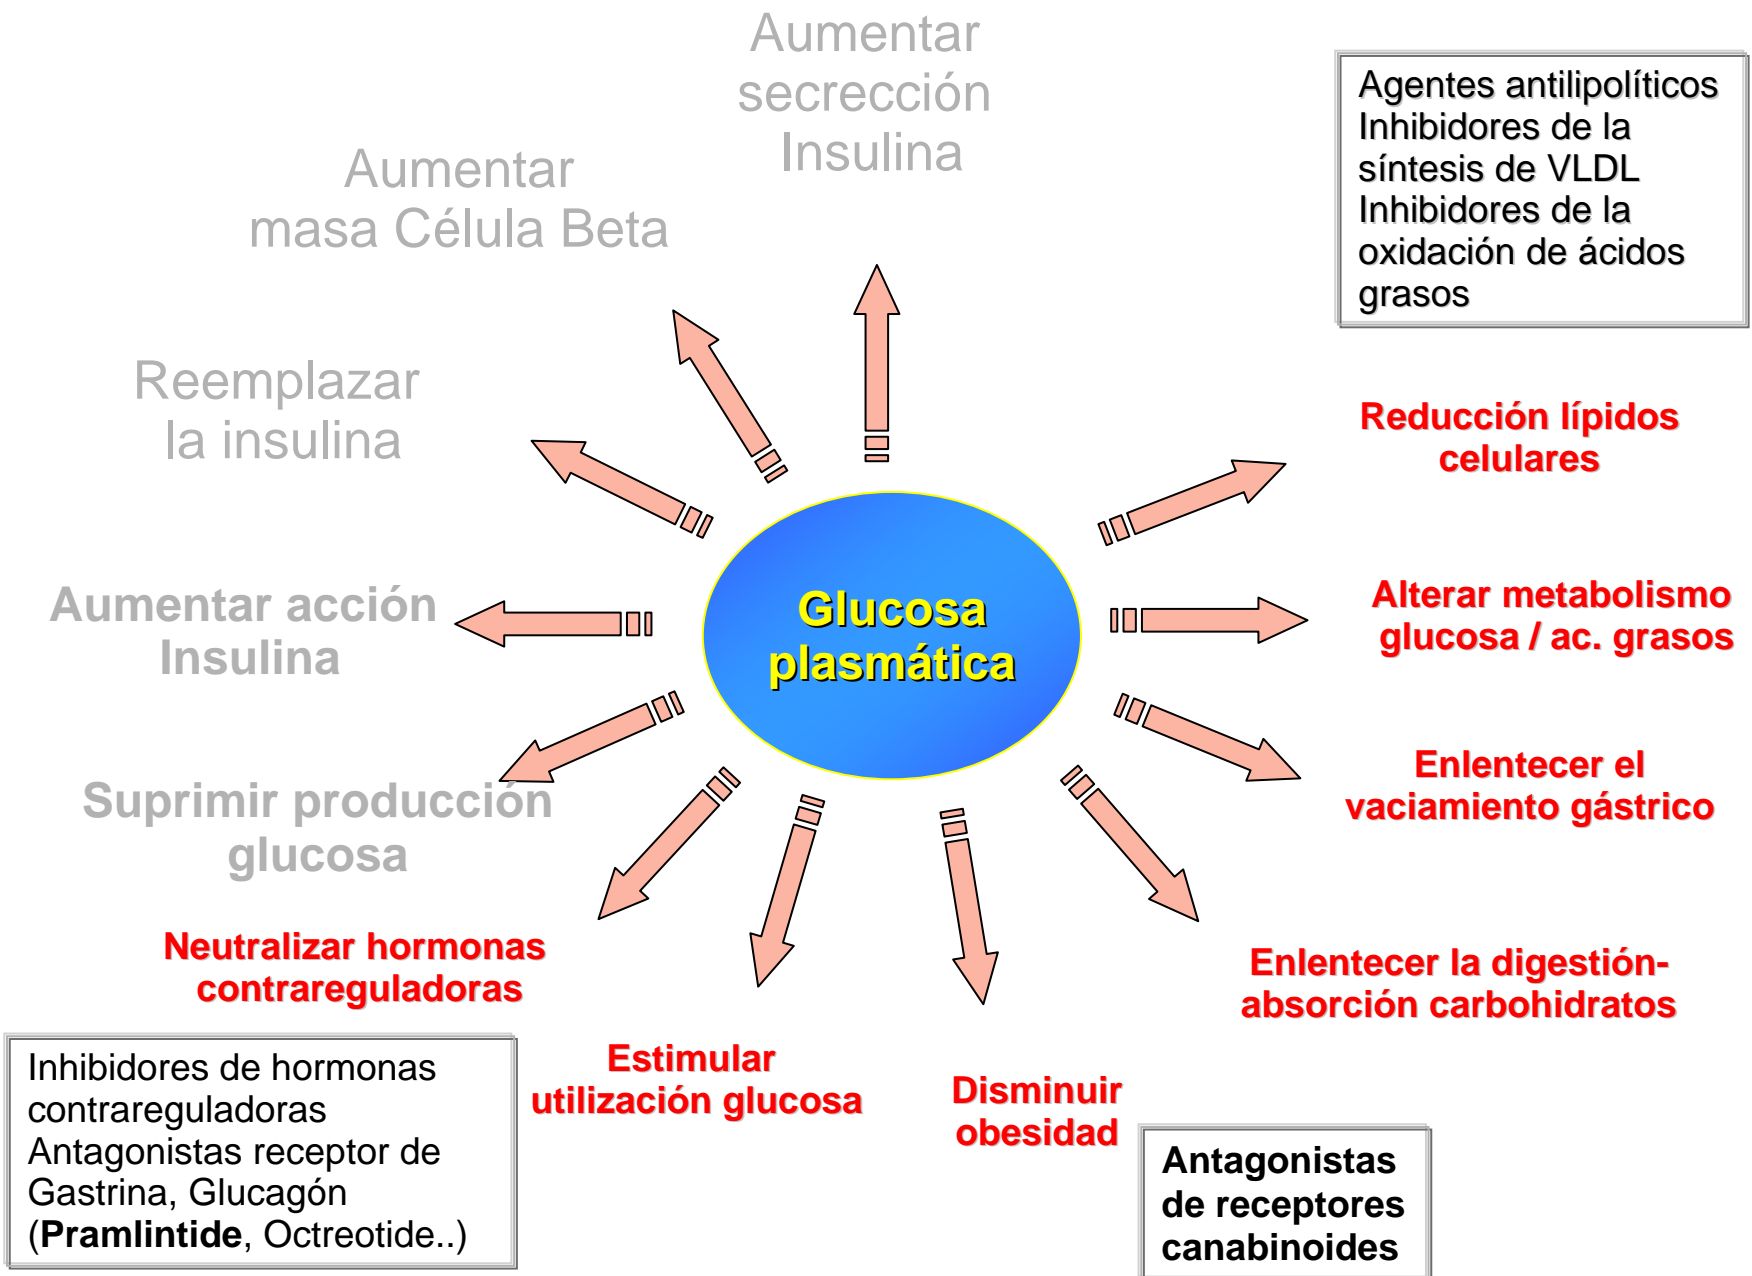 Aumentar
secrección
Insulina
Aumentar
masa Célula Beta
Reemplazar
la insulina
Aumentar acción
Insulina
Suprimir producción
glucosa
Glucosa
plasmática
Agentes antilipolíticos
Inhibidores de la
síntesis de VLDL
Inhibidores de la
oxidación de ácidos
grasos
Reducción lípidos
celulares
Alterar metabolismo
glucosa / ac. grasos
Enlentecer el
vaciamiento gástrico
Enlentecer la digestión-
absorción carbohidratos
Neutralizar hormonas
contrareguladoras
Inhibidores de hormonas
contrareguladoras
Antagonistas receptor de
Gastrina, Glucagón
(Pramlintide, Octreotide..)
Estimular
utilización glucosa
Disminuir
obesidad
Antagonistas
de receptores
canabinoides